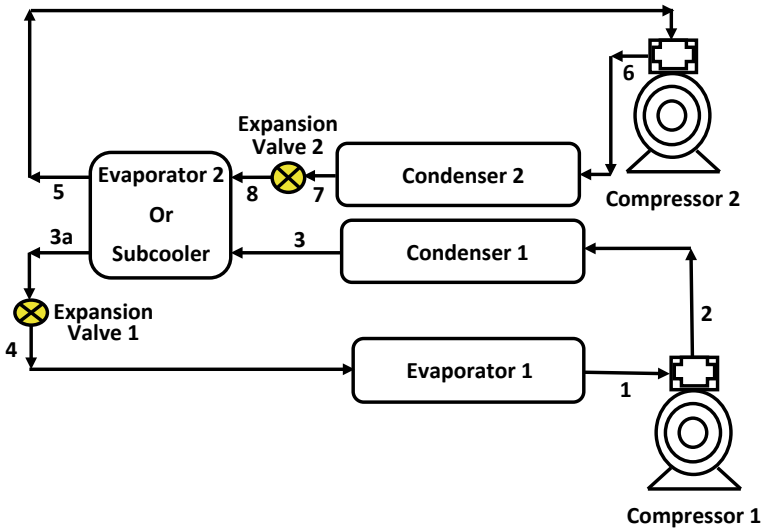 6
Expansion
Valve 2
Evaporator 2
Or
Subcooler
5
8
7
Condenser 2
Compressor 2
3a
3
Condenser 1
Expansion
Valve 1
4
2
Evaporator 1
1
Compressor 1